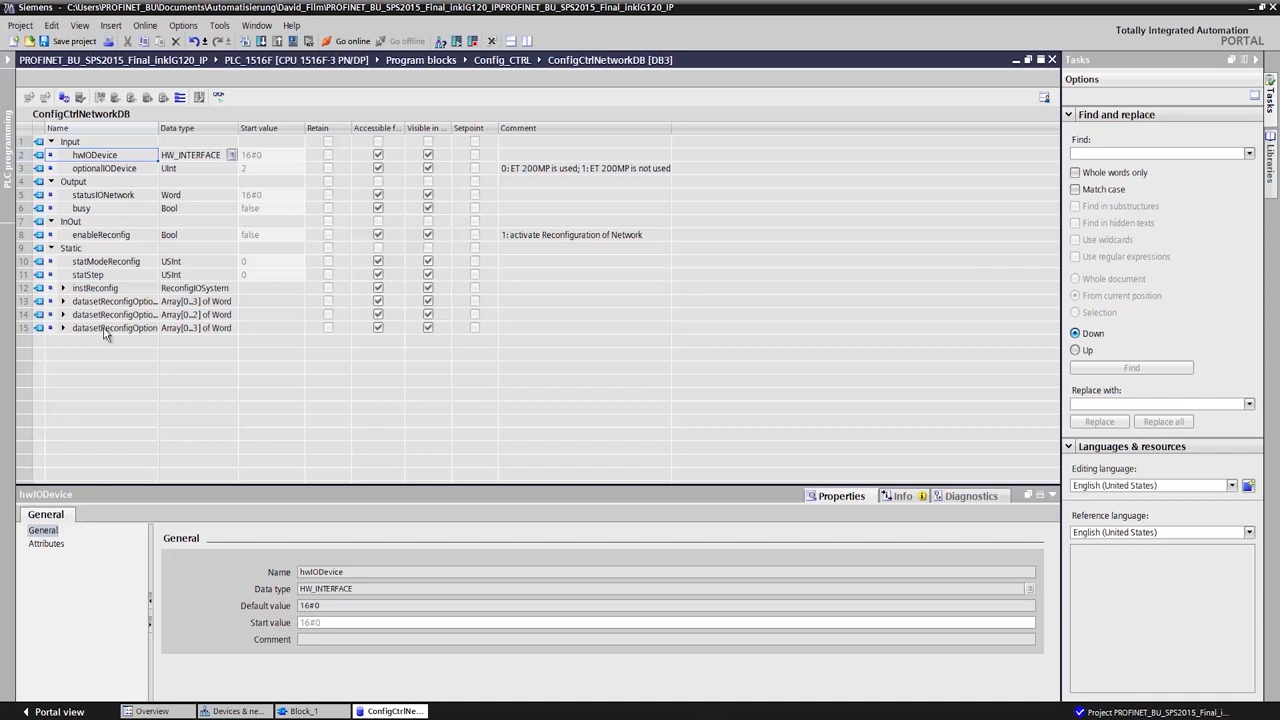 Siemens - C:\Users\PROFINET_BU\Documents\Automatisierung\David_Film\PROFINET_BU_SPS2015_Final_inklG120_IP\PROFINET_BU_SPS2015_Final_inklG120_IP
Project Edit View Insert Online Options Tools Window Help
Totally Integrated Automation
PORTAL
Save project Go online Go offline
PROFINET_BU_SPS2015_Final_inklG120_IP PLC_1516F [CPU 1516F-3 PN/DP] Program blocks Config_CTRL ConfigCtrlNetworkDB [DB3]
Tasks
Options
PLC programming
Tasks
Libraries
ConfigCtrlNetworkDB
Name Data type Start value Retain Accessible f... Visible in ... Setpoint Comment
1 Input
2 hwIODevice HW_INTERFACE 16#0
3 optionalIODevice UInt 2 0: ET 200MP is used; 1: ET 200MP is not used
4 Output
5 statusIONetwork Word 16#0
6 busy Bool false
7 InOut
8 enableReconfig Bool false 1: activate Reconfiguration of Network
9 Static
10 statModeReconfig USInt 0
11 statStep USInt 0
12 instReconfig ReconfigIOSystem
13 datasetReconfigOptio... Array[0...3] of Word
14 datasetReconfigOptio... Array[0...2] of Word
15 datasetReconfigOption Array[0...3] of Word
Find and replace
Find:
Whole words only
Match case
Find in substructures
Find in hidden texts
Use wildcards
Use regular expressions
Whole document
From current position
Selection
Down
Up
Find
Replace with:
Replace Replace all
Languages & resources
Editing language:
English (United States)
Reference language:
English (United States)
hwIODevice
Properties Info Diagnostics
General
General
Attributes
General
Name hwIODevice
Data type HW_INTERFACE
Default value 16#0
Start value 16#0
Comment
Portal view Overview Devices & ne... Block_1 ConfigCtrlNe...
Project PROFINET_BU_SPS2015_Final_i...